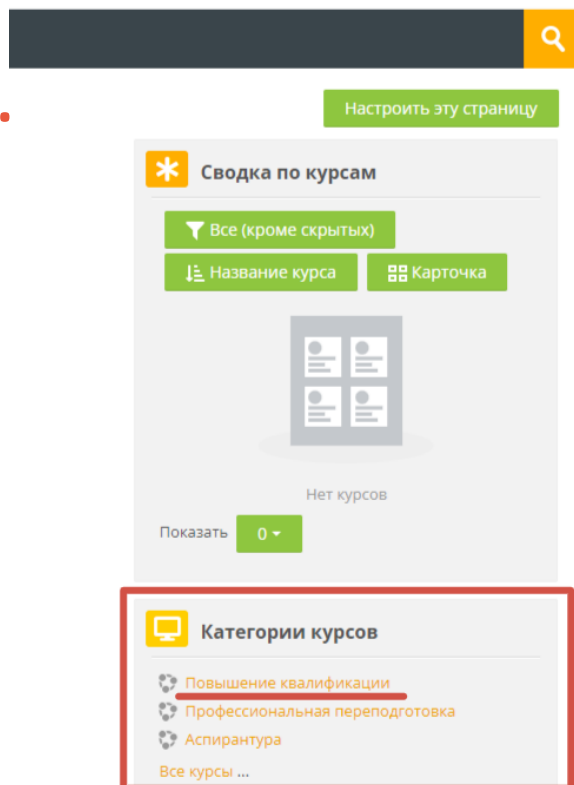 Настроить эту страницу
Сводка по курсам
Все (кроме скрытых)
Название курса
Карточка
Нет курсов
Показать 0
Категории курсов
Повышение квалификации
Профессиональная переподготовка
Аспирантура
Все курсы ...